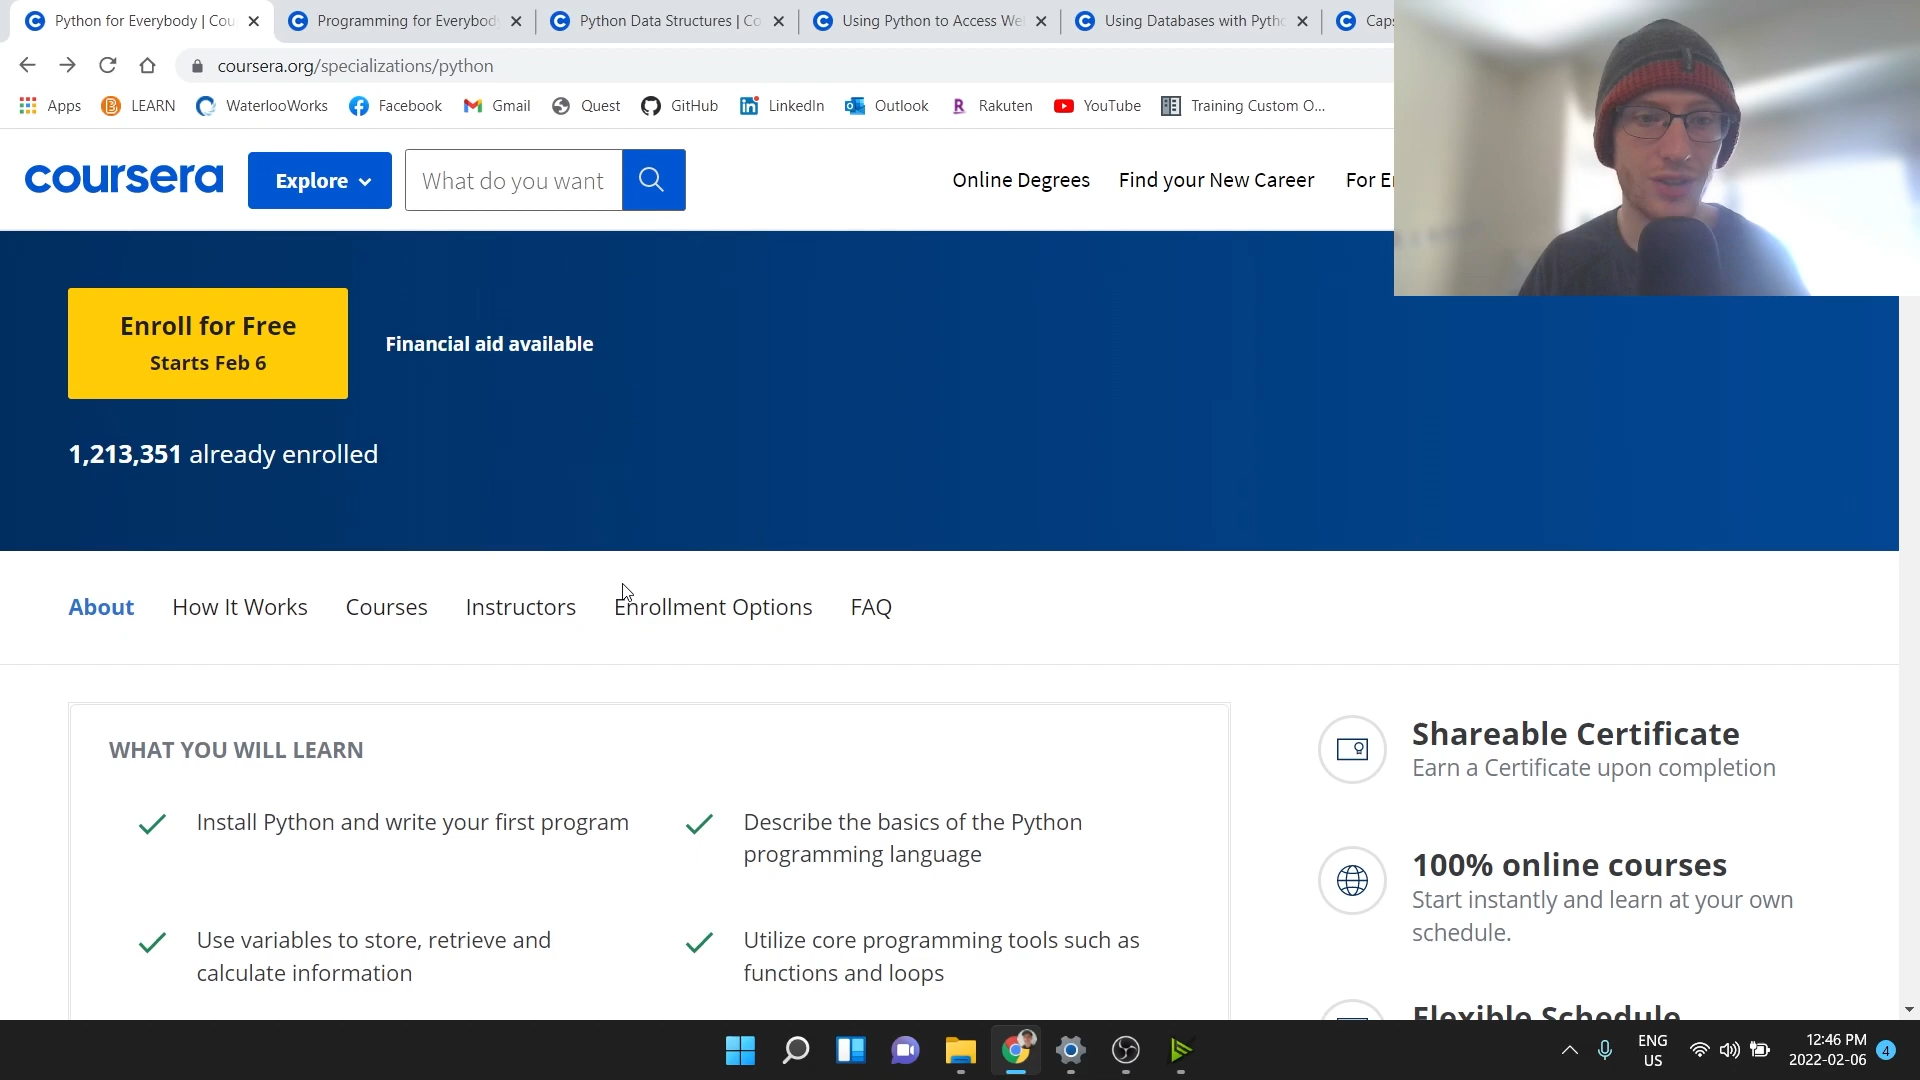 Python for Everybody | Cou
Programming for Everybody
Python Data Structures | Co
Using Python to Access We
Using Databases with Pytho
Caps
coursera.org/specializations/python
Apps
LEARN
WaterlooWorks
Facebook
Gmail
Quest
GitHub
LinkedIn
Outlook
Rakuten
YouTube
Training Custom O...
coursera
Explore
What do you want
Online Degrees
Find your New Career
For E
Enroll for Free
Starts Feb 6
Financial aid available
1,213,351 already enrolled
About
How It Works
Courses
Instructors
Enrollment Options
FAQ
WHAT YOU WILL LEARN
Install Python and write your first program
Describe the basics of the Python
programming language
Use variables to store, retrieve and
calculate information
Utilize core programming tools such as
functions and loops
Shareable Certificate
Earn a Certificate upon completion
100% online courses
Start instantly and learn at your own
schedule.
Flexible Schedule
ENG
US
12:46 PM
2022-02-06
4